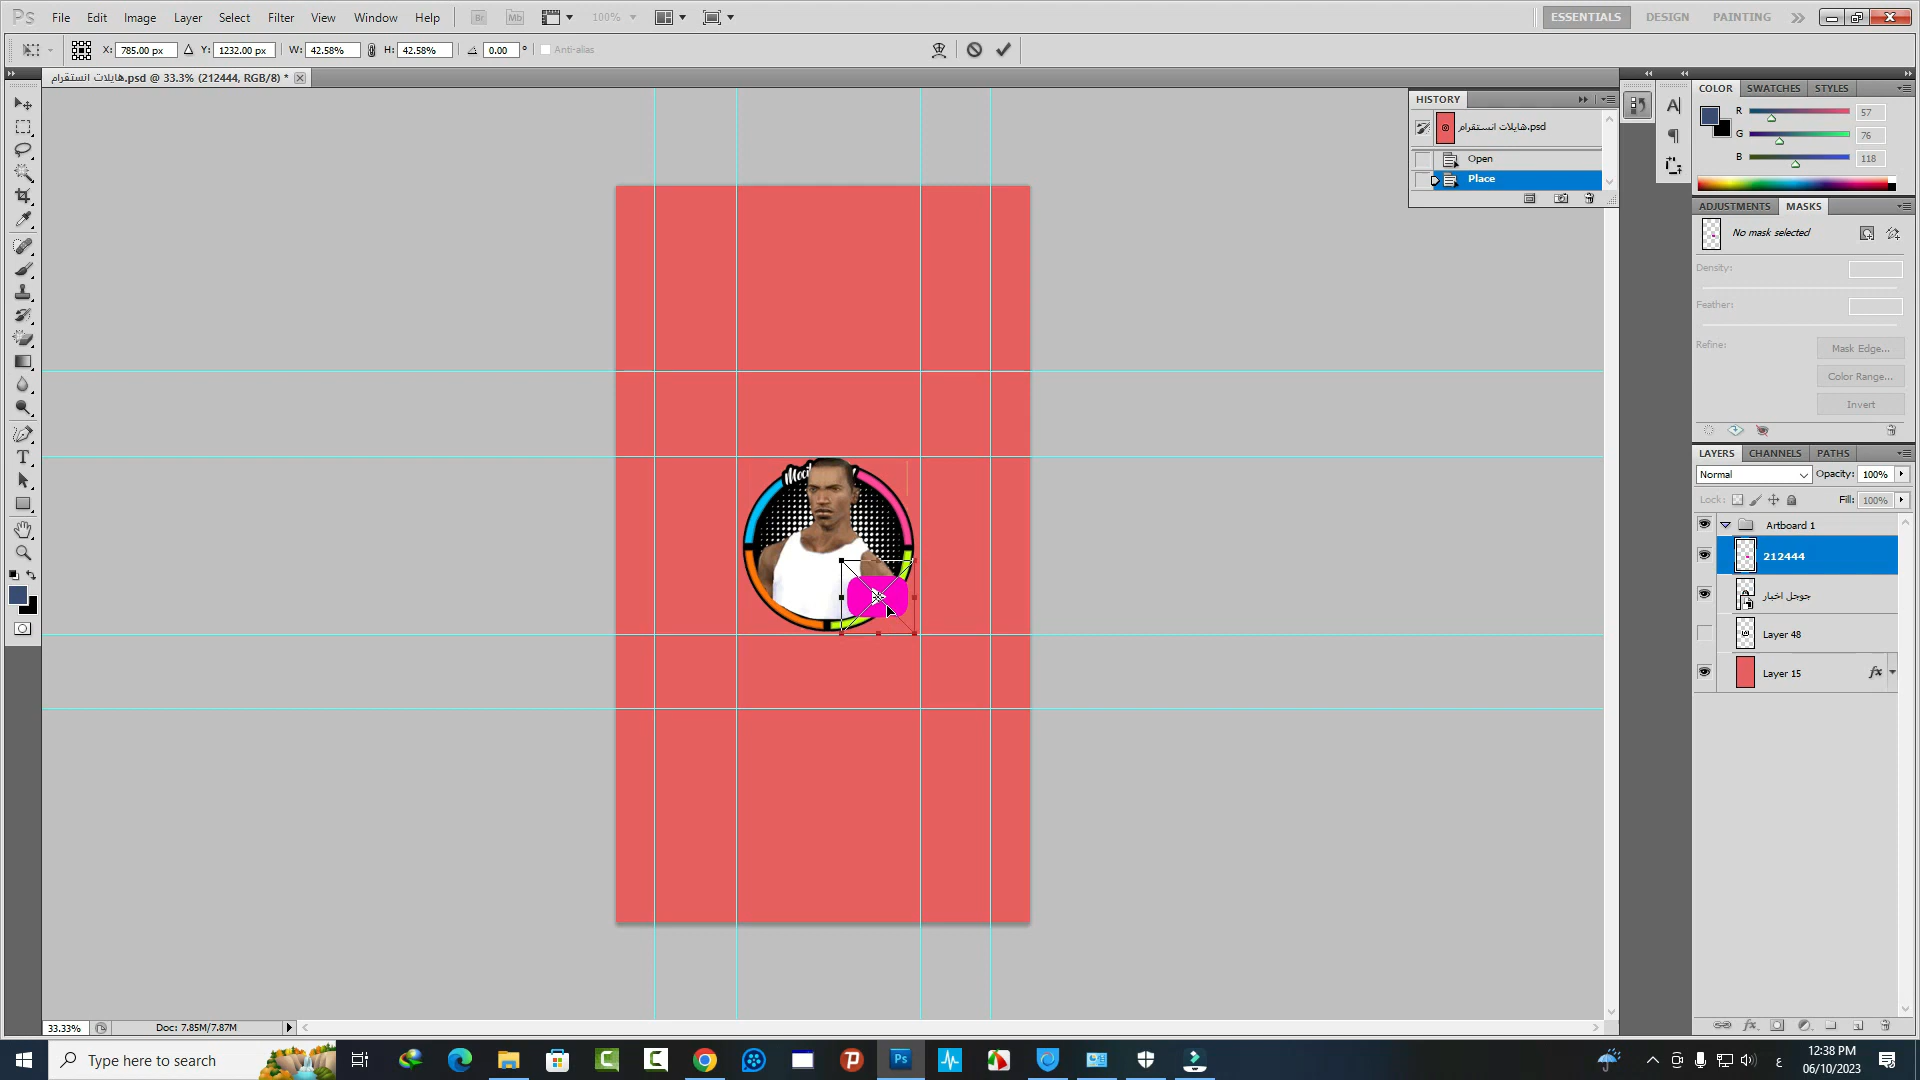 Ps File Edit Image Layer Select Filter View Window Help Br Mb 100% ESSENTIALS DESIGN PAINTING
X: 785.00 px Y: 1232.00 px W: 42.58% H: 42.58% 0.00 ° Anti-alias
هايلات انستقرام.psd @ 33.3% (212444, RGB/8) *
HISTORY
هايلات انستقرام.psd
Open
Place
COLOR SWATCHES STYLES
R 57
G 76
B 118
ADJUSTMENTS MASKS
No mask selected
Density:
Feather:
Refine: Mask Edge...
Color Range...
Invert
LAYERS CHANNELS PATHS
Normal Opacity: 100%
Lock: Fill: 100%
Artboard 1
212444
جوجل اخبار
Layer 48
Layer 15 fx
33.33% Doc: 7.85M/7.87M
Type here to search
Ps
ع
12:38 PM
06/10/2023